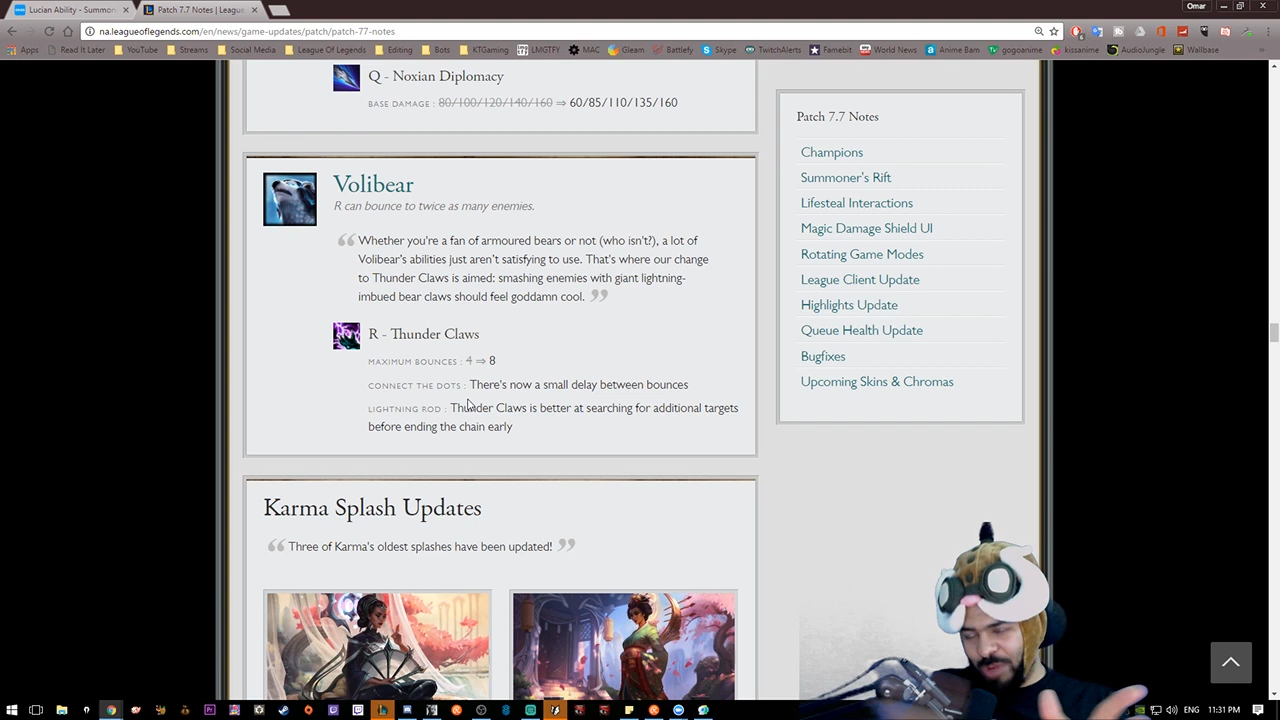 Lucian Ability - Summon
Patch 7.7 Notes | Leagu
Omar
na.leagueoflegends.com/en/news/game-updates/patch/patch-77-notes
Apps
Read It Later
YouTube
Streams
Social Media
League Of Legends
Editing
Bots
KTGaming
LMGTFY
MAC
Gleam
Battlefy
Skype
TwitchAlerts
Famebit
World News
Anime Bam
gogoanime
kissanime
AudioJungle
Wallbase
Q - Noxian Diplomacy
BASE DAMAGE : 80/100/120/140/160 ⇒ 60/85/110/135/160
Volibear
R can bounce to twice as many enemies.
Whether you're a fan of armoured bears or not (who isn't?), a lot of
Volibear's abilities just aren't satisfying to use. That's where our change
to Thunder Claws is aimed: smashing enemies with giant lightning-
imbued bear claws should feel goddamn cool.
R - Thunder Claws
MAXIMUM BOUNCES : 4 ⇒ 8
CONNECT THE DOTS : There's now a small delay between bounces
LIGHTNING ROD : Thunder Claws is better at searching for additional targets
before ending the chain early
Karma Splash Updates
Three of Karma's oldest splashes have been updated!
Patch 7.7 Notes
Champions
Summoner's Rift
Lifesteal Interactions
Magic Damage Shield UI
Rotating Game Modes
League Client Update
Highlights Update
Queue Health Update
Bugfixes
Upcoming Skins & Chromas
ENG
11:31 PM